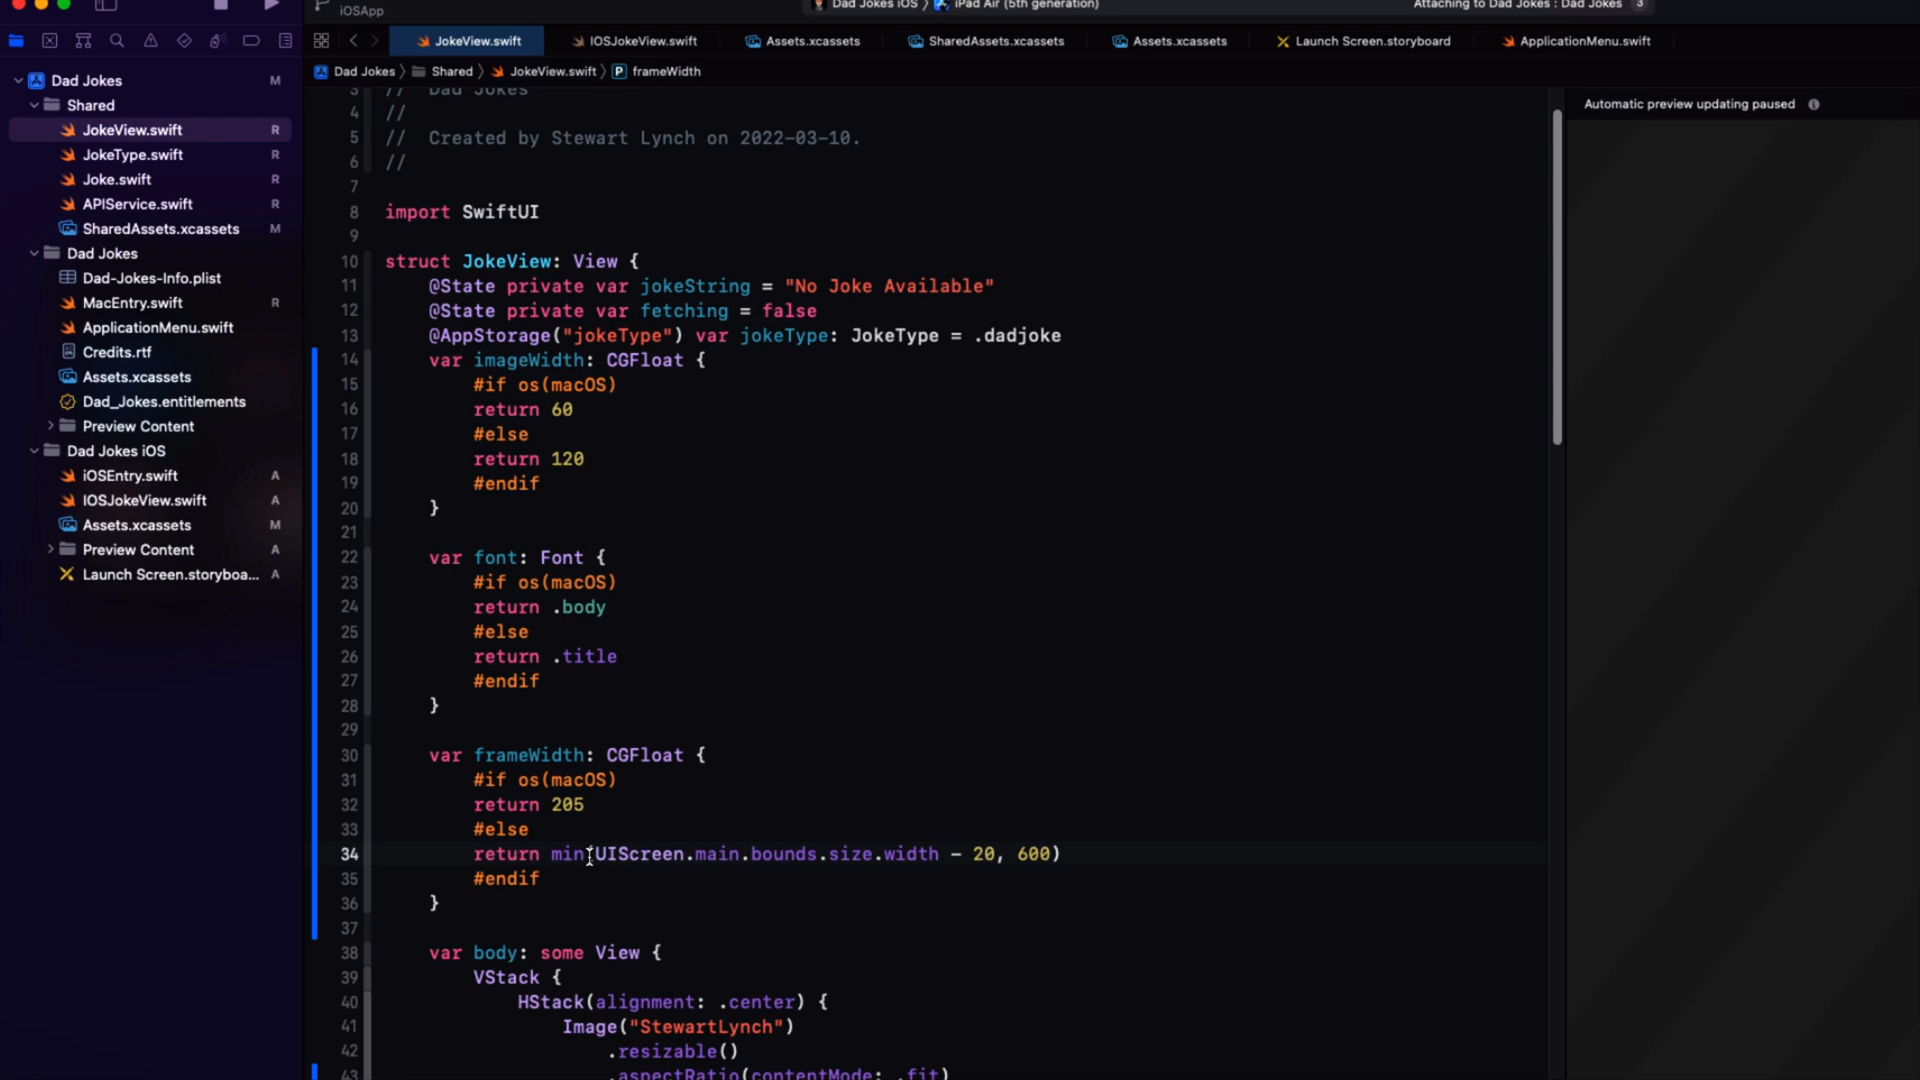 iOSApp
Dad Jokes iOS 〉 iPad Air (5th generation)
Attaching to Dad Jokes : Dad Jokes 3
JokeView.swift
IOSJokeView.swift
Assets.xcassets
SharedAssets.xcassets
Assets.xcassets
Launch Screen.storyboard
ApplicationMenu.swift
Dad Jokes 〉 Shared 〉 JokeView.swift 〉 P frameWidth
Automatic preview updating paused
Dad Jokes M
Shared
JokeView.swift R
JokeType.swift R
Joke.swift R
APIService.swift R
SharedAssets.xcassets M
Dad Jokes
Dad-Jokes-Info.plist
MacEntry.swift R
ApplicationMenu.swift
Credits.rtf
Assets.xcassets
Dad_Jokes.entitlements
Preview Content
Dad Jokes iOS
iOSEntry.swift A
IOSJokeView.swift A
Assets.xcassets M
Preview Content A
Launch Screen.storyboa... A
3 // Dad Jokes
4 //
5 // Created by Stewart Lynch on 2022-03-10.
6 //
7
8 import SwiftUI
9
10 struct JokeView: View {
11 @State private var jokeString = "No Joke Available"
12 @State private var fetching = false
13 @AppStorage("jokeType") var jokeType: JokeType = .dadjoke
14 var imageWidth: CGFloat {
15 #if os(macOS)
16 return 60
17 #else
18 return 120
19 #endif
20 }
21
22 var font: Font {
23 #if os(macOS)
24 return .body
25 #else
26 return .title
27 #endif
28 }
29
30 var frameWidth: CGFloat {
31 #if os(macOS)
32 return 205
33 #else
34 return min(UIScreen.main.bounds.size.width - 20, 600)
35 #endif
36 }
37
38 var body: some View {
39 VStack {
40 HStack(alignment: .center) {
41 Image("StewartLynch")
42 .resizable()
43 .aspectRatio(contentMode: .fit)